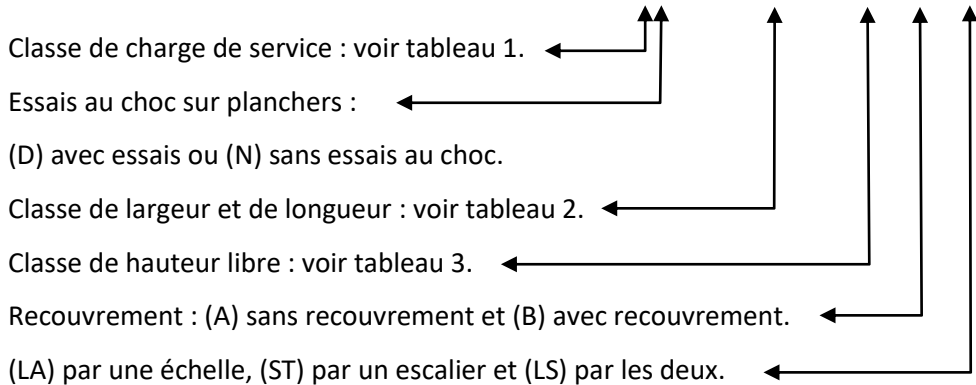 Classe de charge de service : voir tableau 1.
Essais au choc sur planchers :
(D) avec essais ou (N) sans essais au choc.
Classe de largeur et de longueur : voir tableau 2.
Classe de hauteur libre : voir tableau 3.
Recouvrement : (A) sans recouvrement et (B) avec recouvrement.
(LA) par une échelle, (ST) par un escalier et (LS) par les deux.